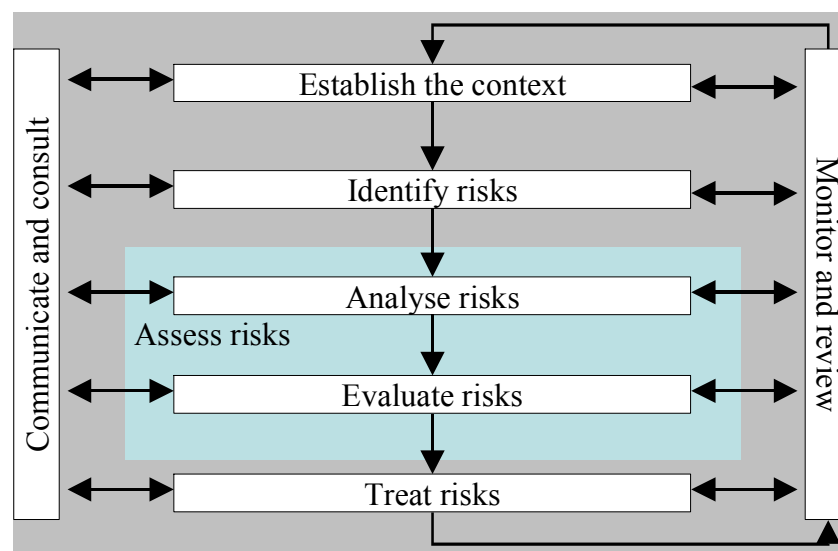 Establish the context
Communicate and consult
Identify risks
Monitor and review
Analyse risks
Assess risks
Evaluate risks
Treat risks